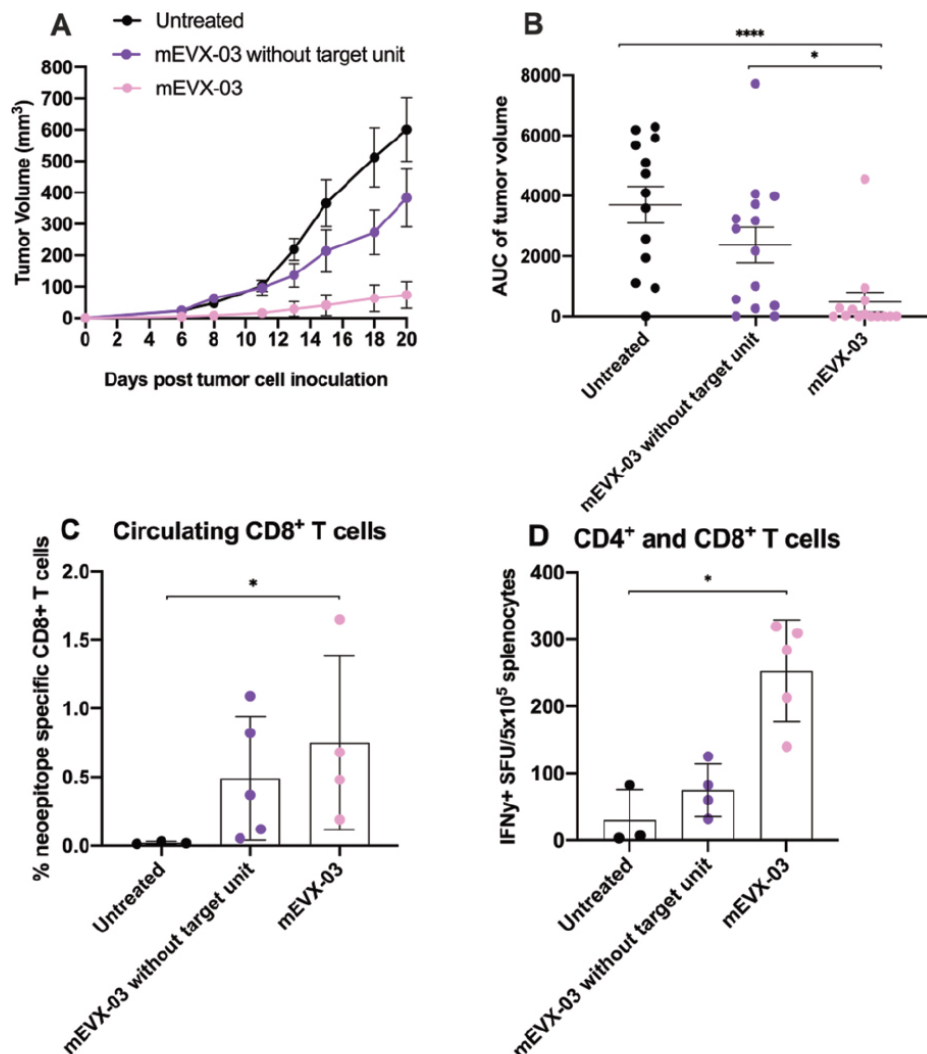 A
Untreated
mEVX-03 without target unit
mEVX-03
800
700
600
500
400
300
200
100
0
Tumor Volume (mm³)
0 2 4 6 8 10 12 14 16 18 20
Days post tumor cell inoculation
B
****
*
8000
6000
4000
2000
0
AUC of tumor volume
Untreated
mEVX-03 without target unit
mEVX-03
C Circulating CD8⁺ T cells
*
2.0
1.5
1.0
0.5
0.0
% neoepitope specific CD8+ T cells
Untreated
mEVX-03 without target unit
mEVX-03
D CD4⁺ and CD8⁺ T cells
*
400
300
200
100
0
IFNγ+ SFU/5x10⁵ splenocytes
Untreated
mEVX-03 without target unit
mEVX-03